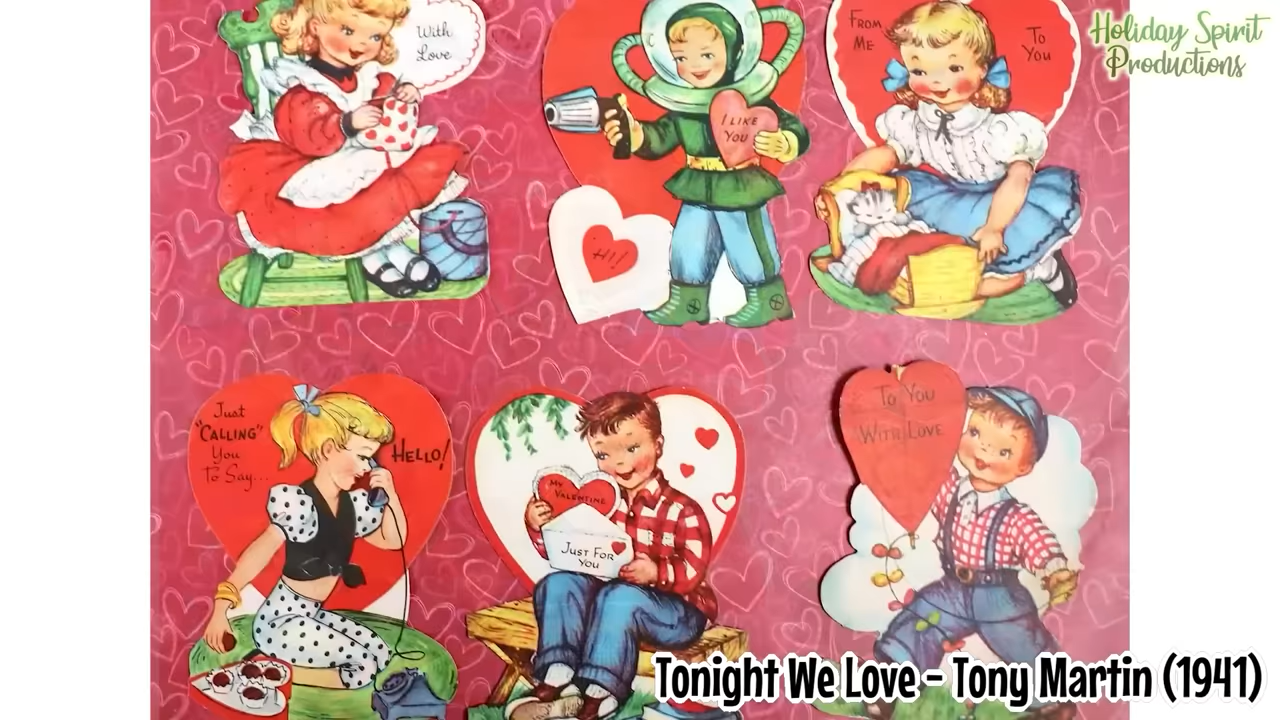 Holiday Spirit
Productions
With
Love
I LIKE
YOU
HI!
FROM
ME
TO
YOU
Just
"CALLING"
You
To Say...
HELLO!
MY
VALENTINE
JUST FOR
YOU
To You
With Love
Tonight We Love - Tony Martin (1941)